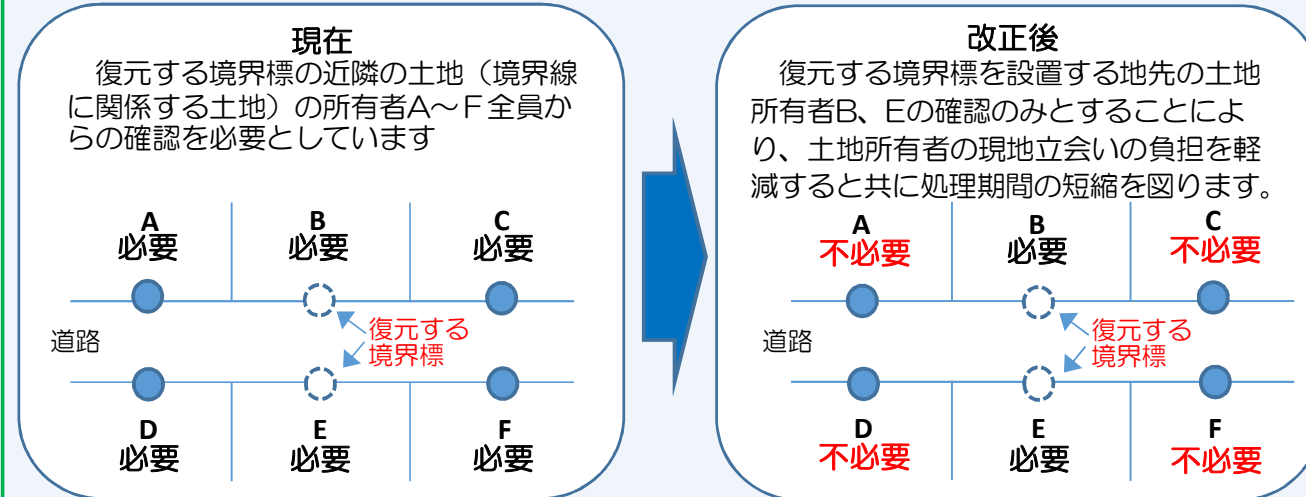 現在
復元する境界標の近隣の土地（境界線
に関係する土地）の所有者A～F全員か
らの確認を必要としています
A
必要
B
必要
C
必要
道路
復元する
境界標
D
必要
E
必要
F
必要
改正後
復元する境界標を設置する地先の土地
所有者B、Eの確認のみとすることによ
り、土地所有者の現地立会いの負担を軽
減すると共に処理期間の短縮を図ります。
A
不必要
B
必要
C
不必要
道路
復元する
境界標
D
不必要
E
必要
F
不必要